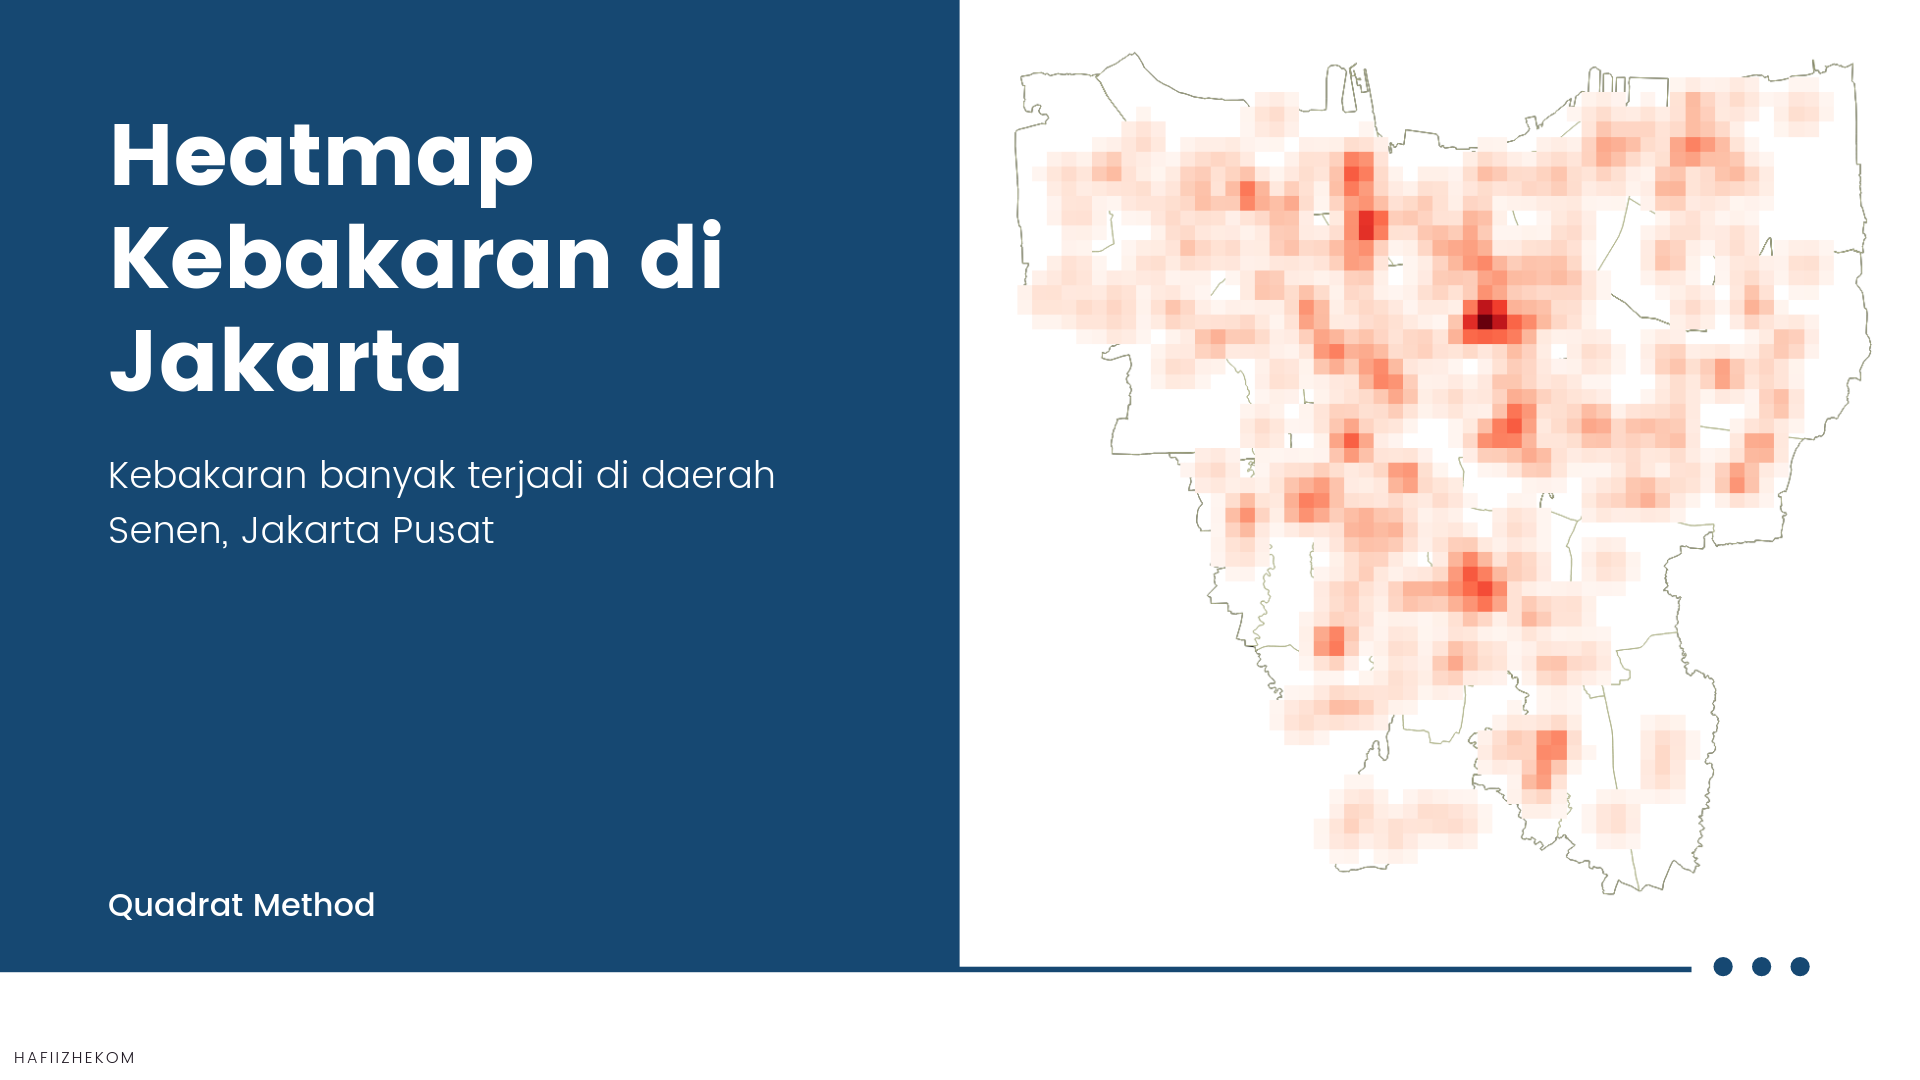 Heatmap
Kebakaran di
Jakarta
Kebakaran banyak terjadi di daerah
Senen, Jakarta Pusat
Quadrat Method
HAFIIZHEKOM